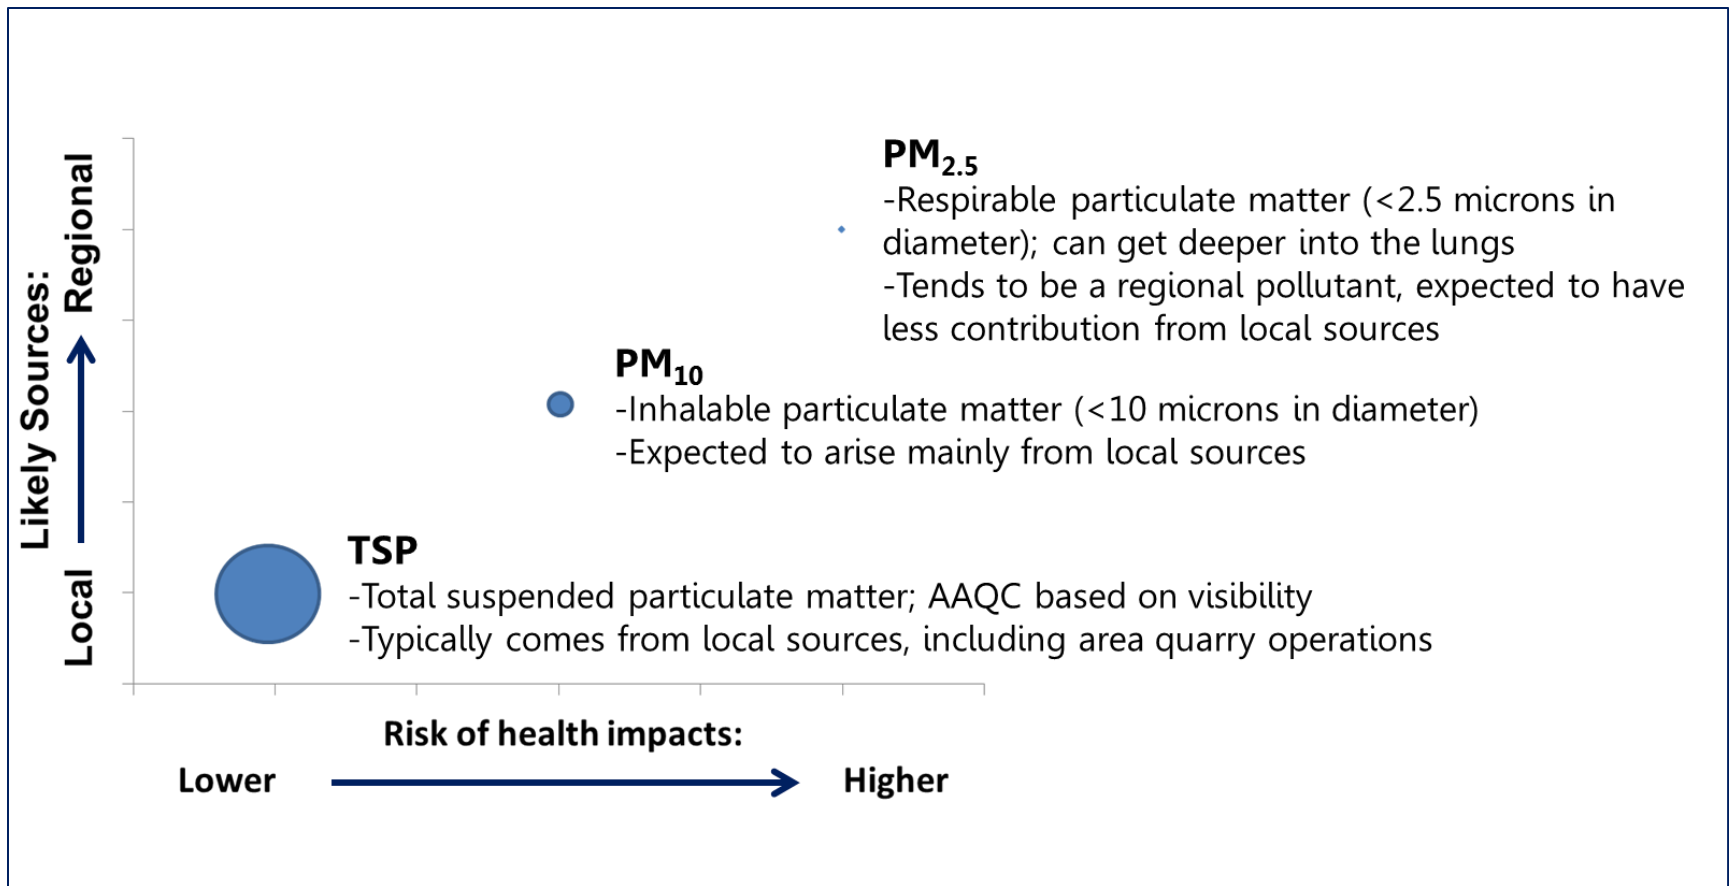 PM2.5
-Respirable particulate matter (<2.5 microns in
diameter); can get deeper into the lungs
-Tends to be a regional pollutant, expected to have
less contribution from local sources
PM10
-Inhalable particulate matter (<10 microns in diameter)
-Expected to arise mainly from local sources
TSP
-Total suspended particulate matter; AAQC based on visibility
-Typically comes from local sources, including area quarry operations
Likely Sources:
Local
Regional
Risk of health impacts:
Lower
Higher